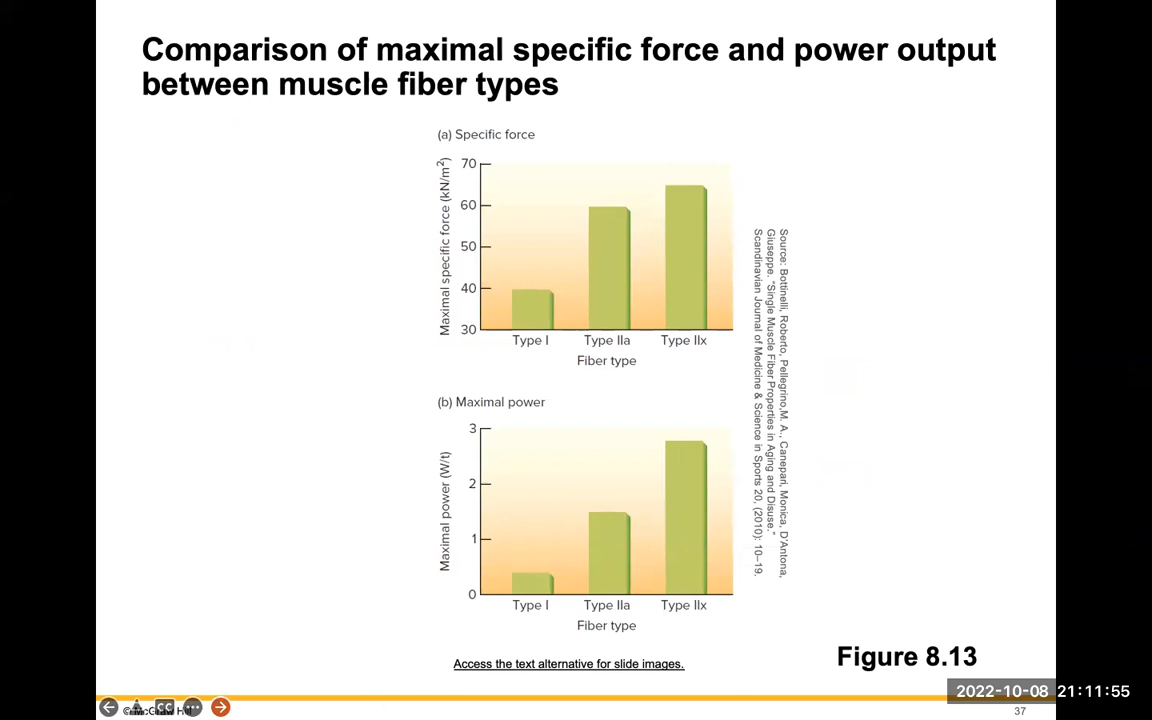 Comparison of maximal specific force and power output
between muscle fiber types
(a) Specific force
Maximal specific force (kN/m²)
70
60
50
40
30
Type I Type IIa Type IIx
Fiber type
(b) Maximal power
Maximal power (W/t)
3
2
1
0
Type I Type IIa Type IIx
Fiber type
Source: Bottinelli, Roberto, Pellegrino,M. A., Canepari, Monica, D'Antona,
Giuseppe. "Single Muscle Fiber Properties in Aging and Disuse."
Scandinavian Journal of Medicine & Science in Sports 20, (2010): 10–19.
Access the text alternative for slide images.
Figure 8.13
2022-10-08 21:11:55
© McGraw Hill
CC
37